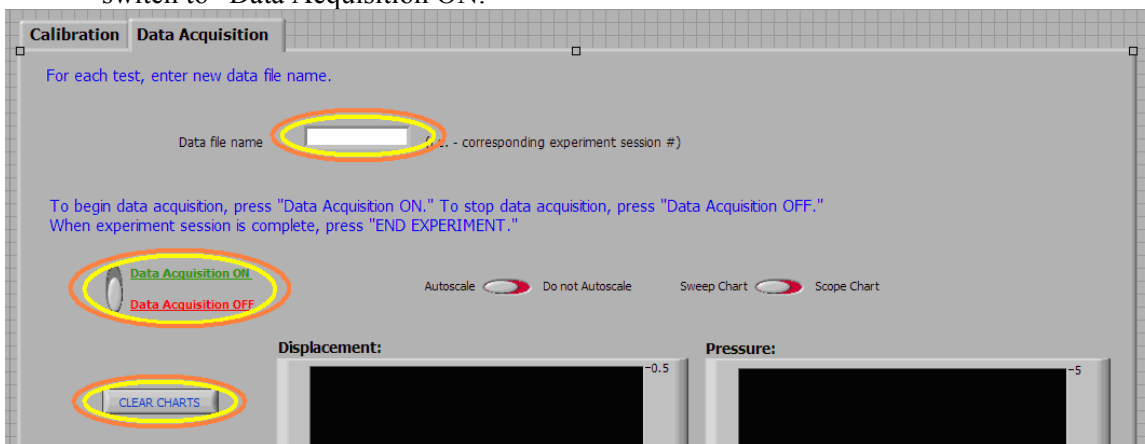 switch to "Data Acquisition ON."
Calibration Data Acquisition
For each test, enter new data file name.
Data file name - corresponding experiment session #)
To begin data acquisition, press "Data Acquisition ON." To stop data acquisition, press "Data Acquisition OFF."
When experiment session is complete, press "END EXPERIMENT."
Data Acquisition ON
Autoscale Do not Autoscale Sweep Chart Scope Chart
Data Acquisition OFF
Displacement: Pressure:
-0.5 -5
CLEAR CHARTS